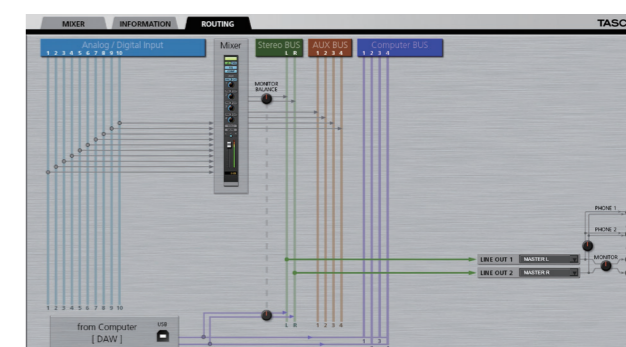 MIXER
INFORMATION
ROUTING
TASC
Analog / Digital Input
1 2 3 4 5 6 7 8 9 10
Mixer
Stereo BUS
L R
AUX BUS
1 2 3 4
Computer BUS
1 2 3 4
MONITOR
BALANCE
PHONE 1
PHONE 2
LINE OUT 1
MASTER L
MONITOR
LINE OUT 2
MASTER R
1 2 3 4 5 6 7 8 9 10
from Computer
[ DAW ]
USB
L R
1 2 3 4
1 2